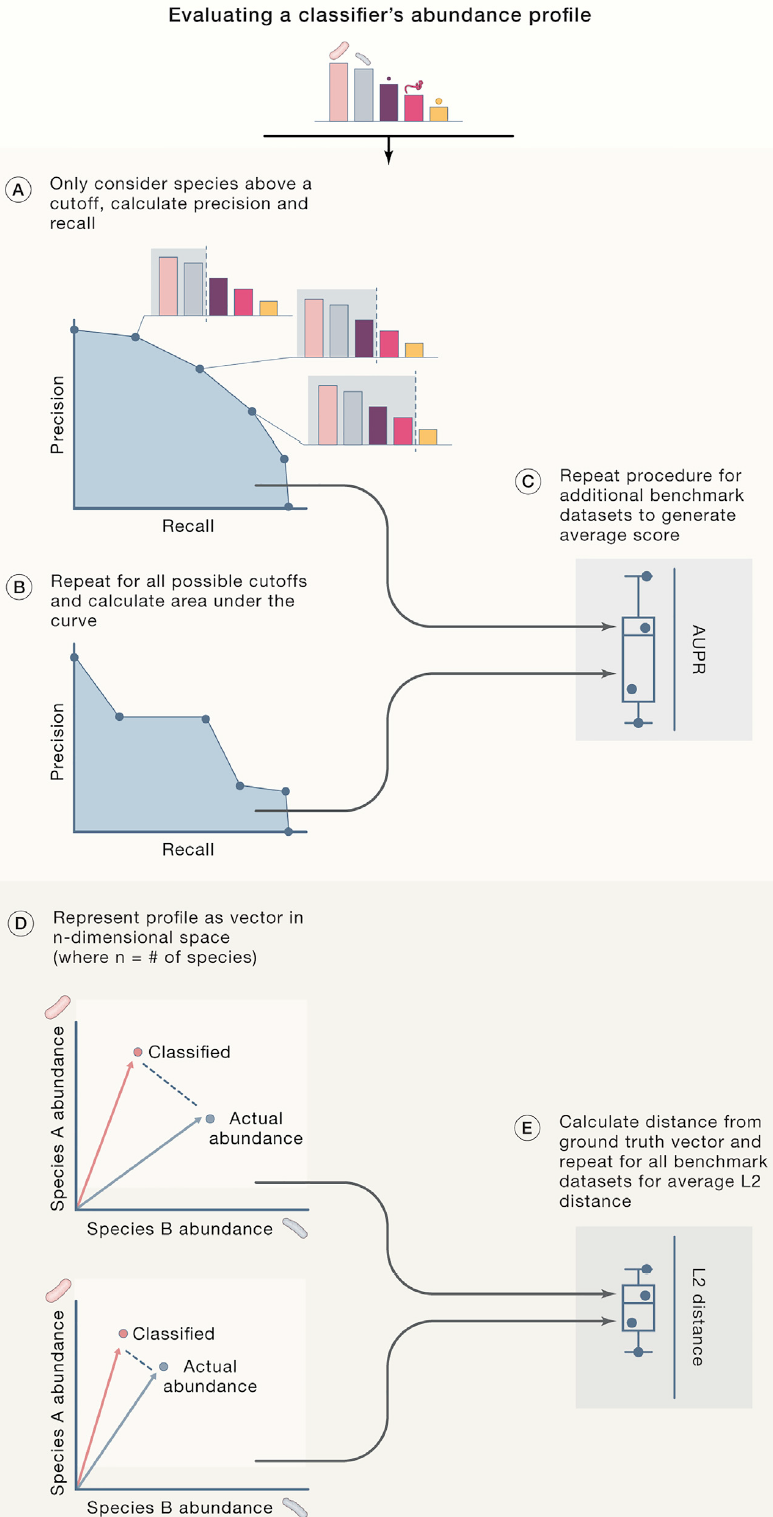 Evaluating a classifier's abundance profile
A
Only consider species above a
cutoff, calculate precision and
recall
Precision
Recall
B
Repeat for all possible cutoffs
and calculate area under the
curve
Precision
Recall
C
Repeat procedure for
additional benchmark
datasets to generate
average score
AUPR
D
Represent profile as vector in
n-dimensional space
(where n = # of species)
Species A abundance
Classified
Actual
abundance
Species B abundance
Species A abundance
Classified
Actual
abundance
Species B abundance
E
Calculate distance from
ground truth vector and
repeat for all benchmark
datasets for average L2
distance
L2 distance